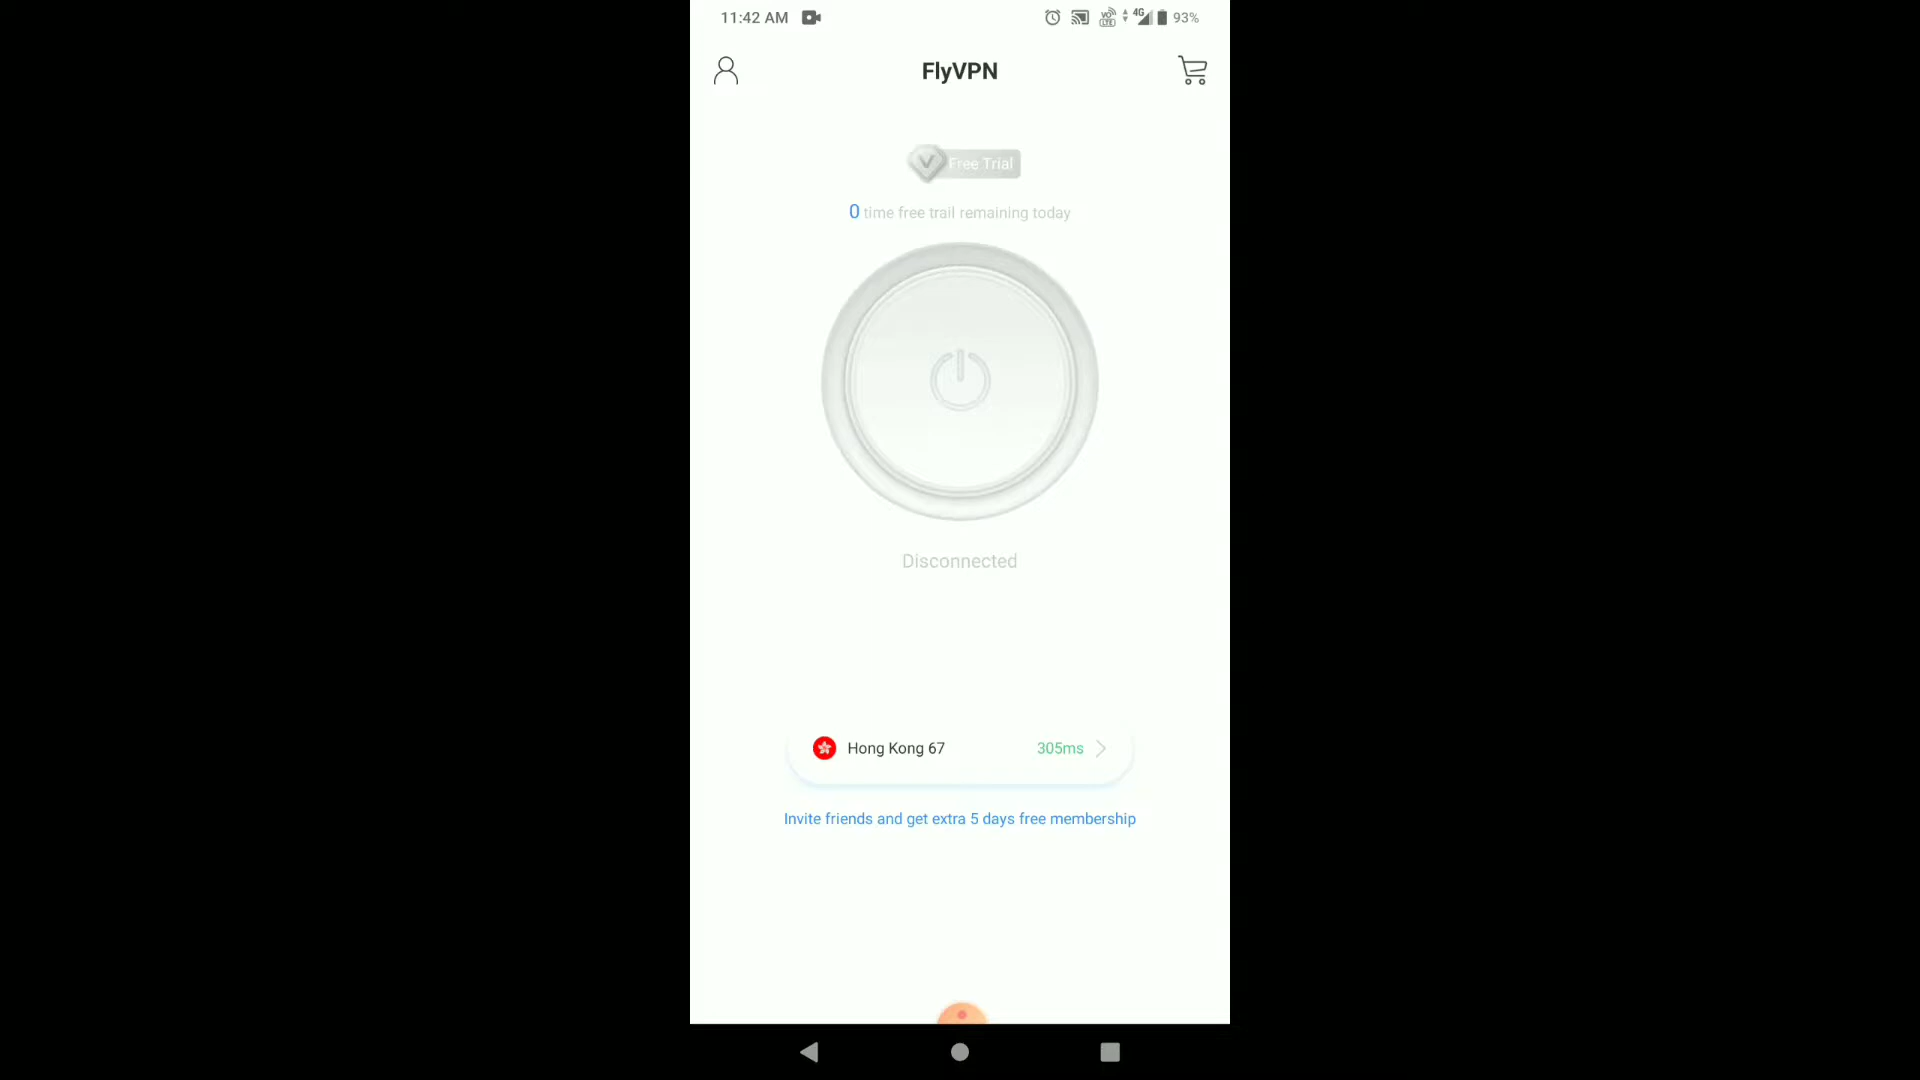 11:42 AM
4G
93%
FlyVPN
V Free Trial
0 time free trail remaining today
Disconnected
Hong Kong 67
305ms
Invite friends and get extra 5 days free membership